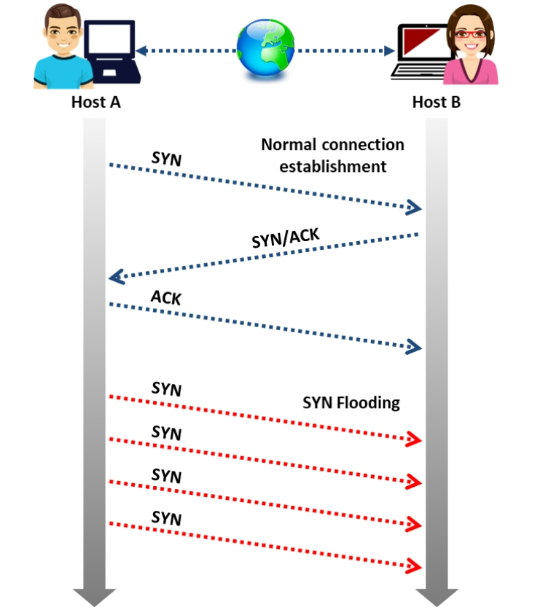 Host A
Host B
SYN
Normal connection
establishment
SYN/ACK
ACK
SYN
SYN Flooding
SYN
SYN
SYN